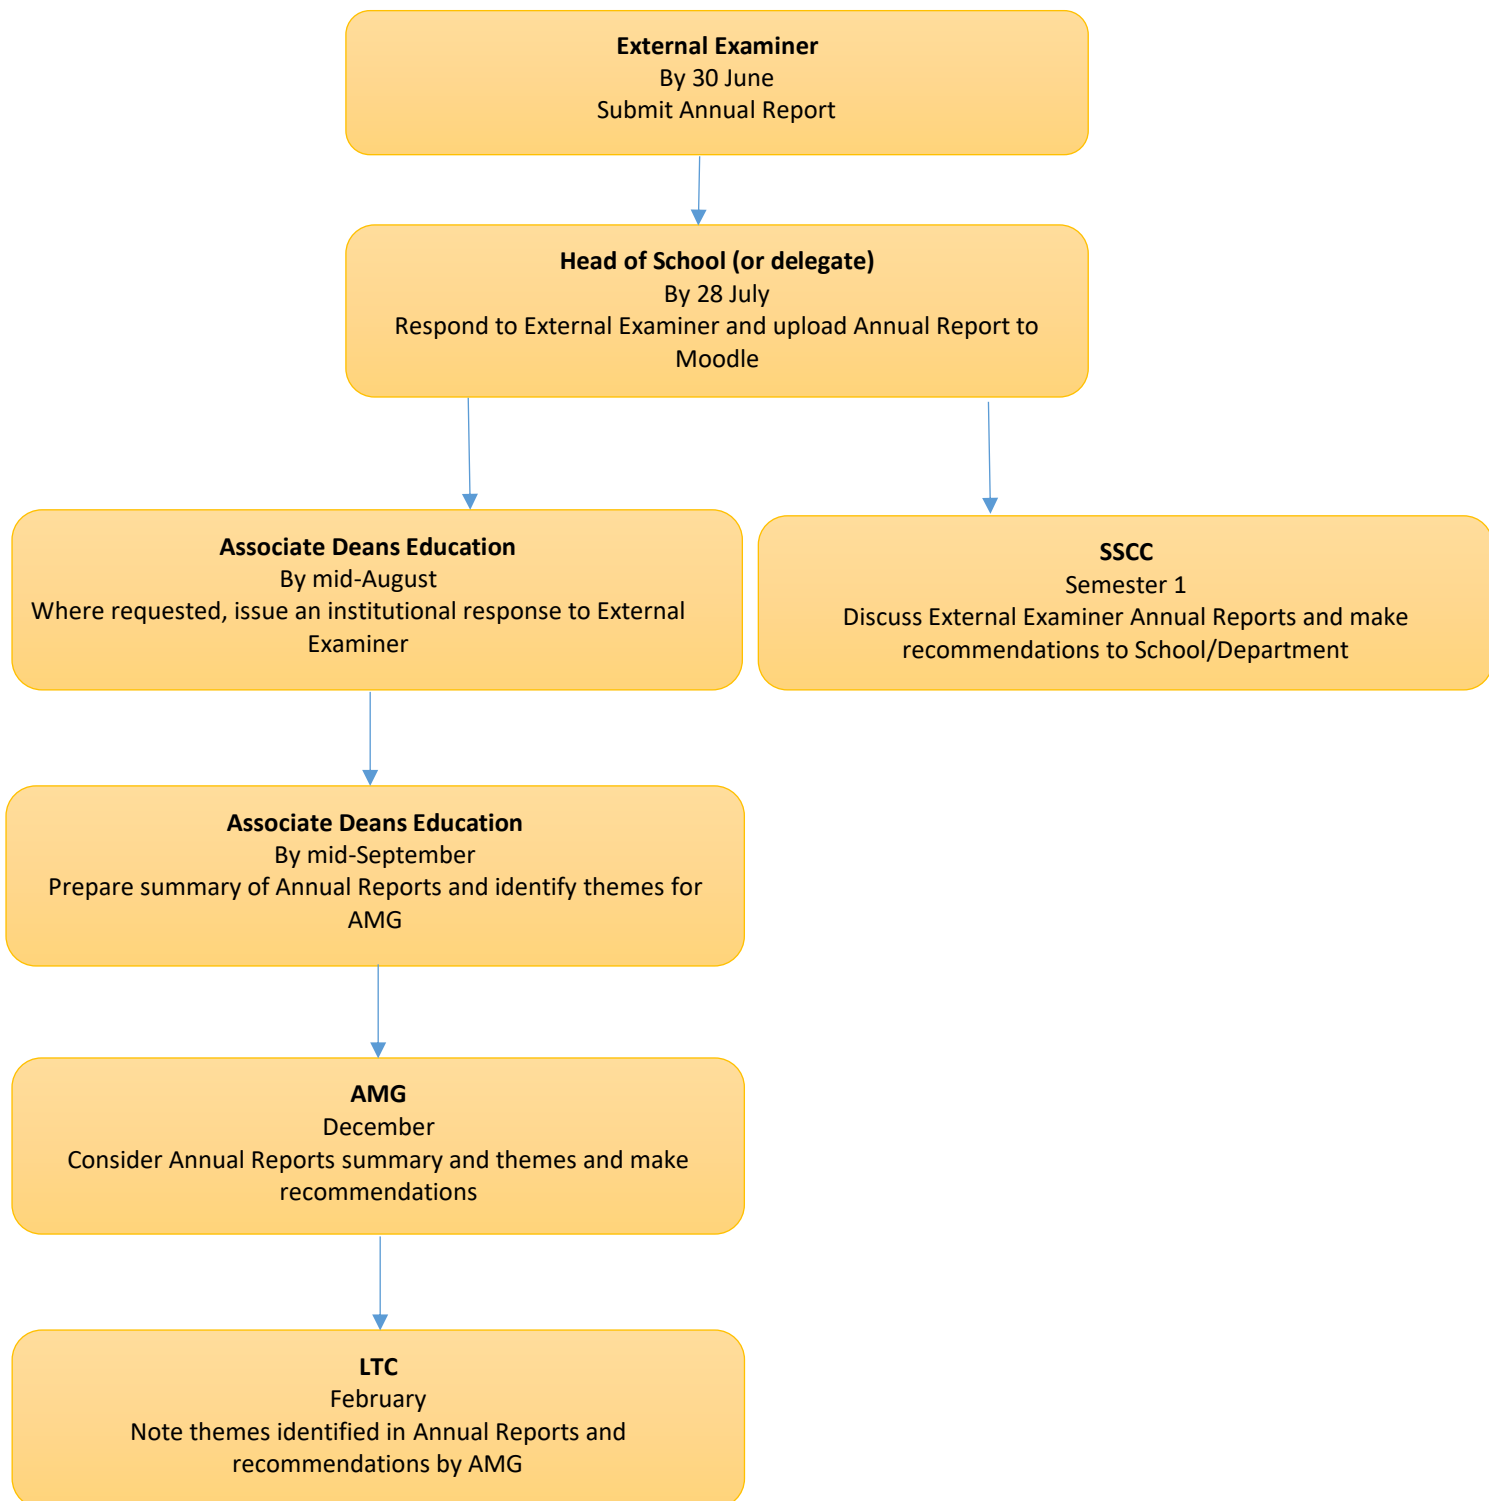 External Examiner
By 30 June
Submit Annual Report
Head of School (or delegate)
By 28 July
Respond to External Examiner and upload Annual Report to
Moodle
Associate Deans Education
By mid-August
Where requested, issue an institutional response to External
Examiner
SSCC
Semester 1
Discuss External Examiner Annual Reports and make
recommendations to School/Department
Associate Deans Education
By mid-September
Prepare summary of Annual Reports and identify themes for
AMG
AMG
December
Consider Annual Reports summary and themes and make
recommendations
LTC
February
Note themes identified in Annual Reports and
recommendations by AMG